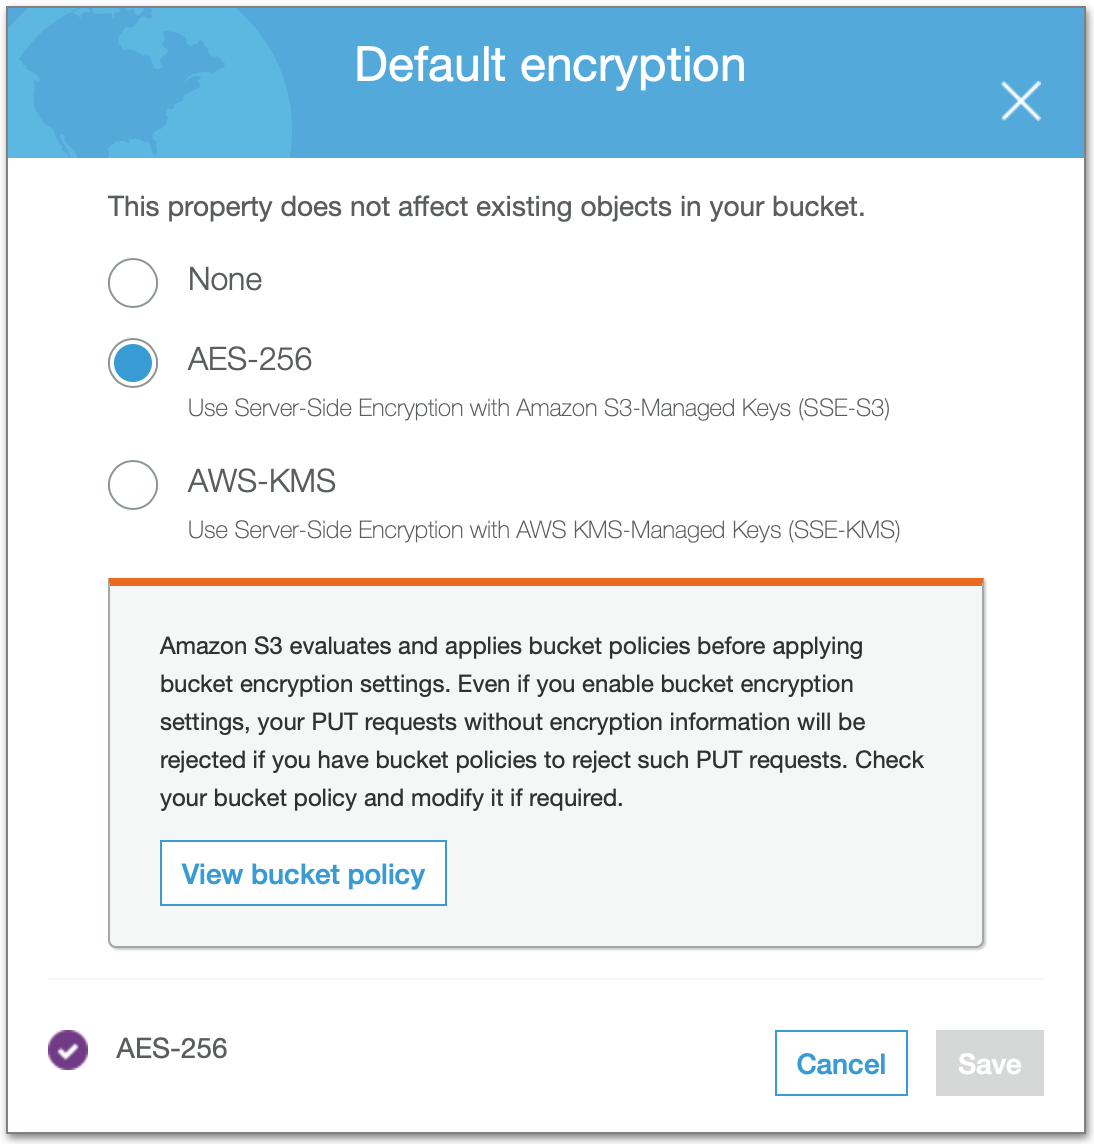 Default encryption
This property does not affect existing objects in your bucket.
None
AES-256
Use Server-Side Encryption with Amazon S3-Managed Keys (SSE-S3)
AWS-KMS
Use Server-Side Encryption with AWS KMS-Managed Keys (SSE-KMS)
Amazon S3 evaluates and applies bucket policies before applying
bucket encryption settings. Even if you enable bucket encryption
settings, your PUT requests without encryption information will be
rejected if you have bucket policies to reject such PUT requests. Check
your bucket policy and modify it if required.
View bucket policy
AES-256
Cancel
Save